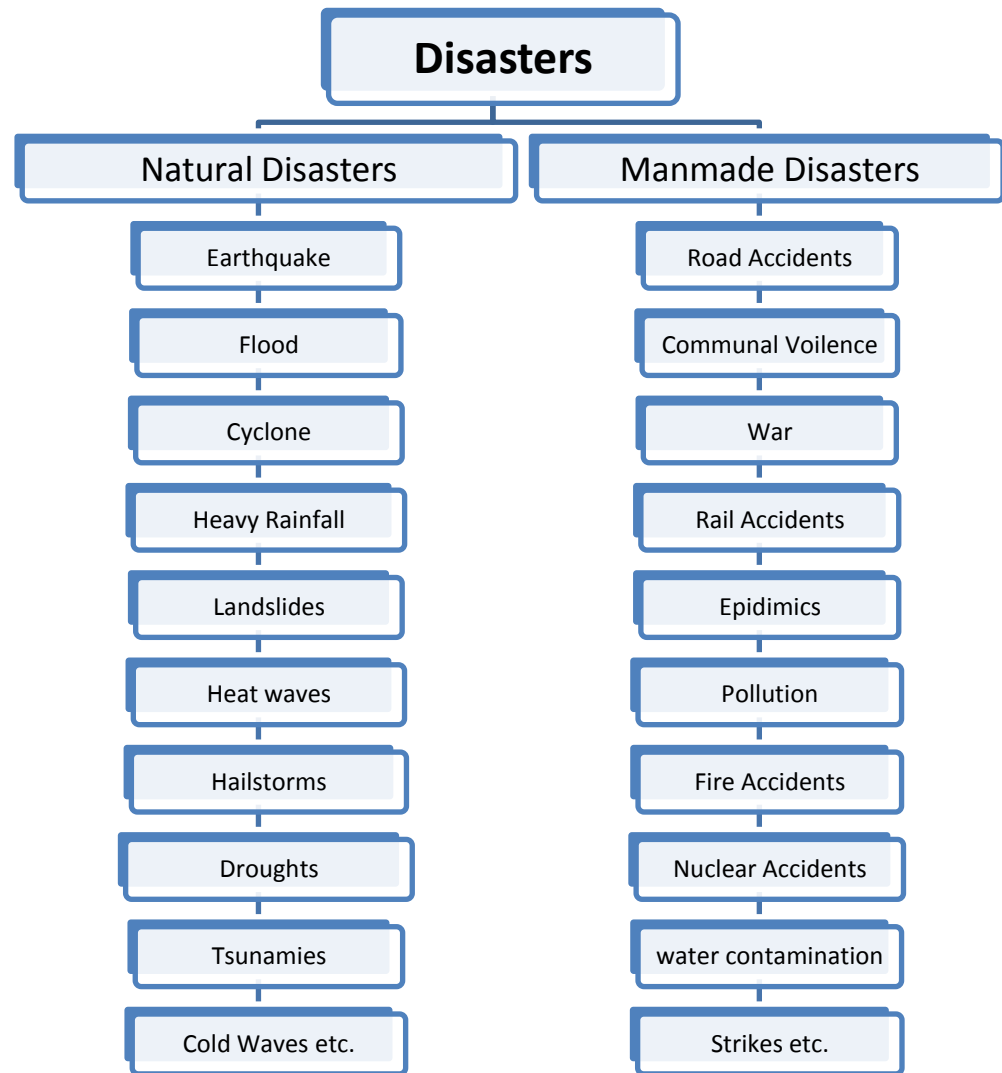 Disasters
Natural Disasters
Earthquake
Flood
Cyclone
Heavy Rainfall
Landslides
Heat waves
Hailstorms
Droughts
Tsunamies
Cold Waves etc.
Manmade Disasters
Road Accidents
Communal Voilence
War
Rail Accidents
Epidimics
Pollution
Fire Accidents
Nuclear Accidents
water contamination
Strikes etc.